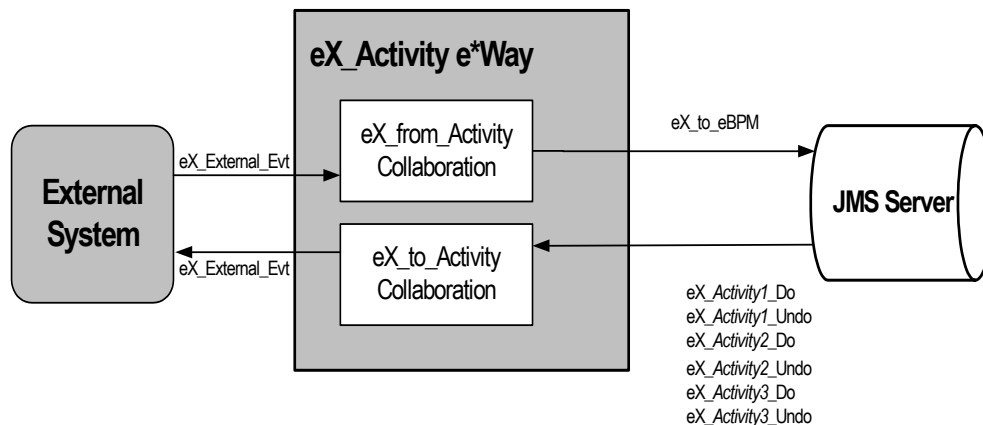 eX_Activity e*Way
eX_from_Activity
Collaboration
eX_to_eBPM
eX_External_Evt
External
System
JMS Server
eX_to_Activity
Collaboration
eX_External_Evt
eX_Activity1_Do
eX_Activity1_Undo
eX_Activity2_Do
eX_Activity2_Undo
eX_Activity3_Do
eX_Activity3_Undo